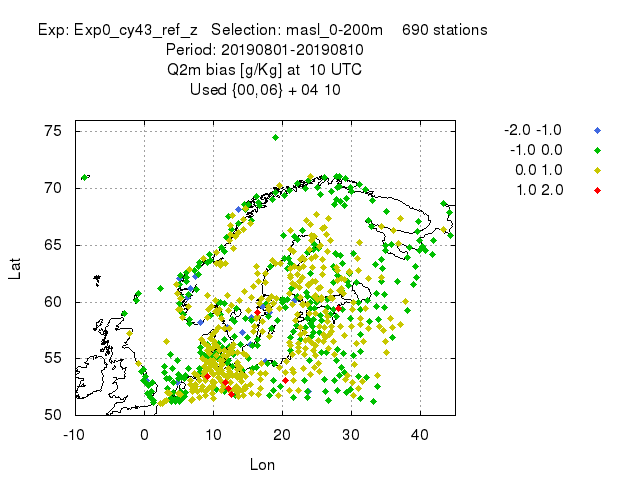 Exp: Exp0_cy43_ref_z   Selection: masl_0-200m    690 stations
Period: 20190801-20190810
Q2m bias [g/Kg] at  10 UTC
Used {00,06} + 04 10
-2.0 -1.0
-1.0 0.0
0.0 1.0
1.0 2.0
75
70
65
60
55
50
Lat
-10 0 10 20 30 40
Lon